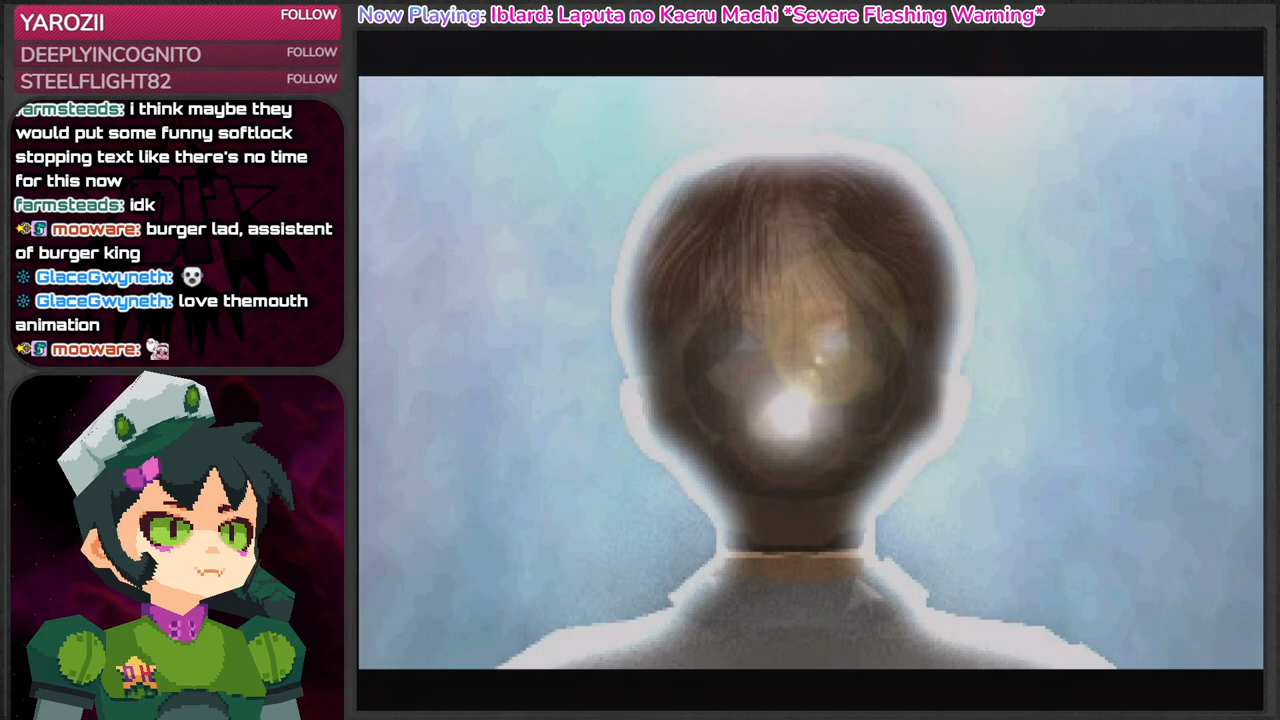 Now Playing: Iblard: Laputa no Kaeru Machi *Severe Flashing Warning*
YAROZII FOLLOW
DEEPLYINCOGNITO FOLLOW
STEELFLIGHT82 FOLLOW
farmsteads: i think maybe they
would put some funny softlock
stopping text like there's no time
for this now
farmsteads: idk
mooware: burger lad, assistent
of burger king
GlaceGwyneth:
GlaceGwyneth: love themouth
animation
mooware: